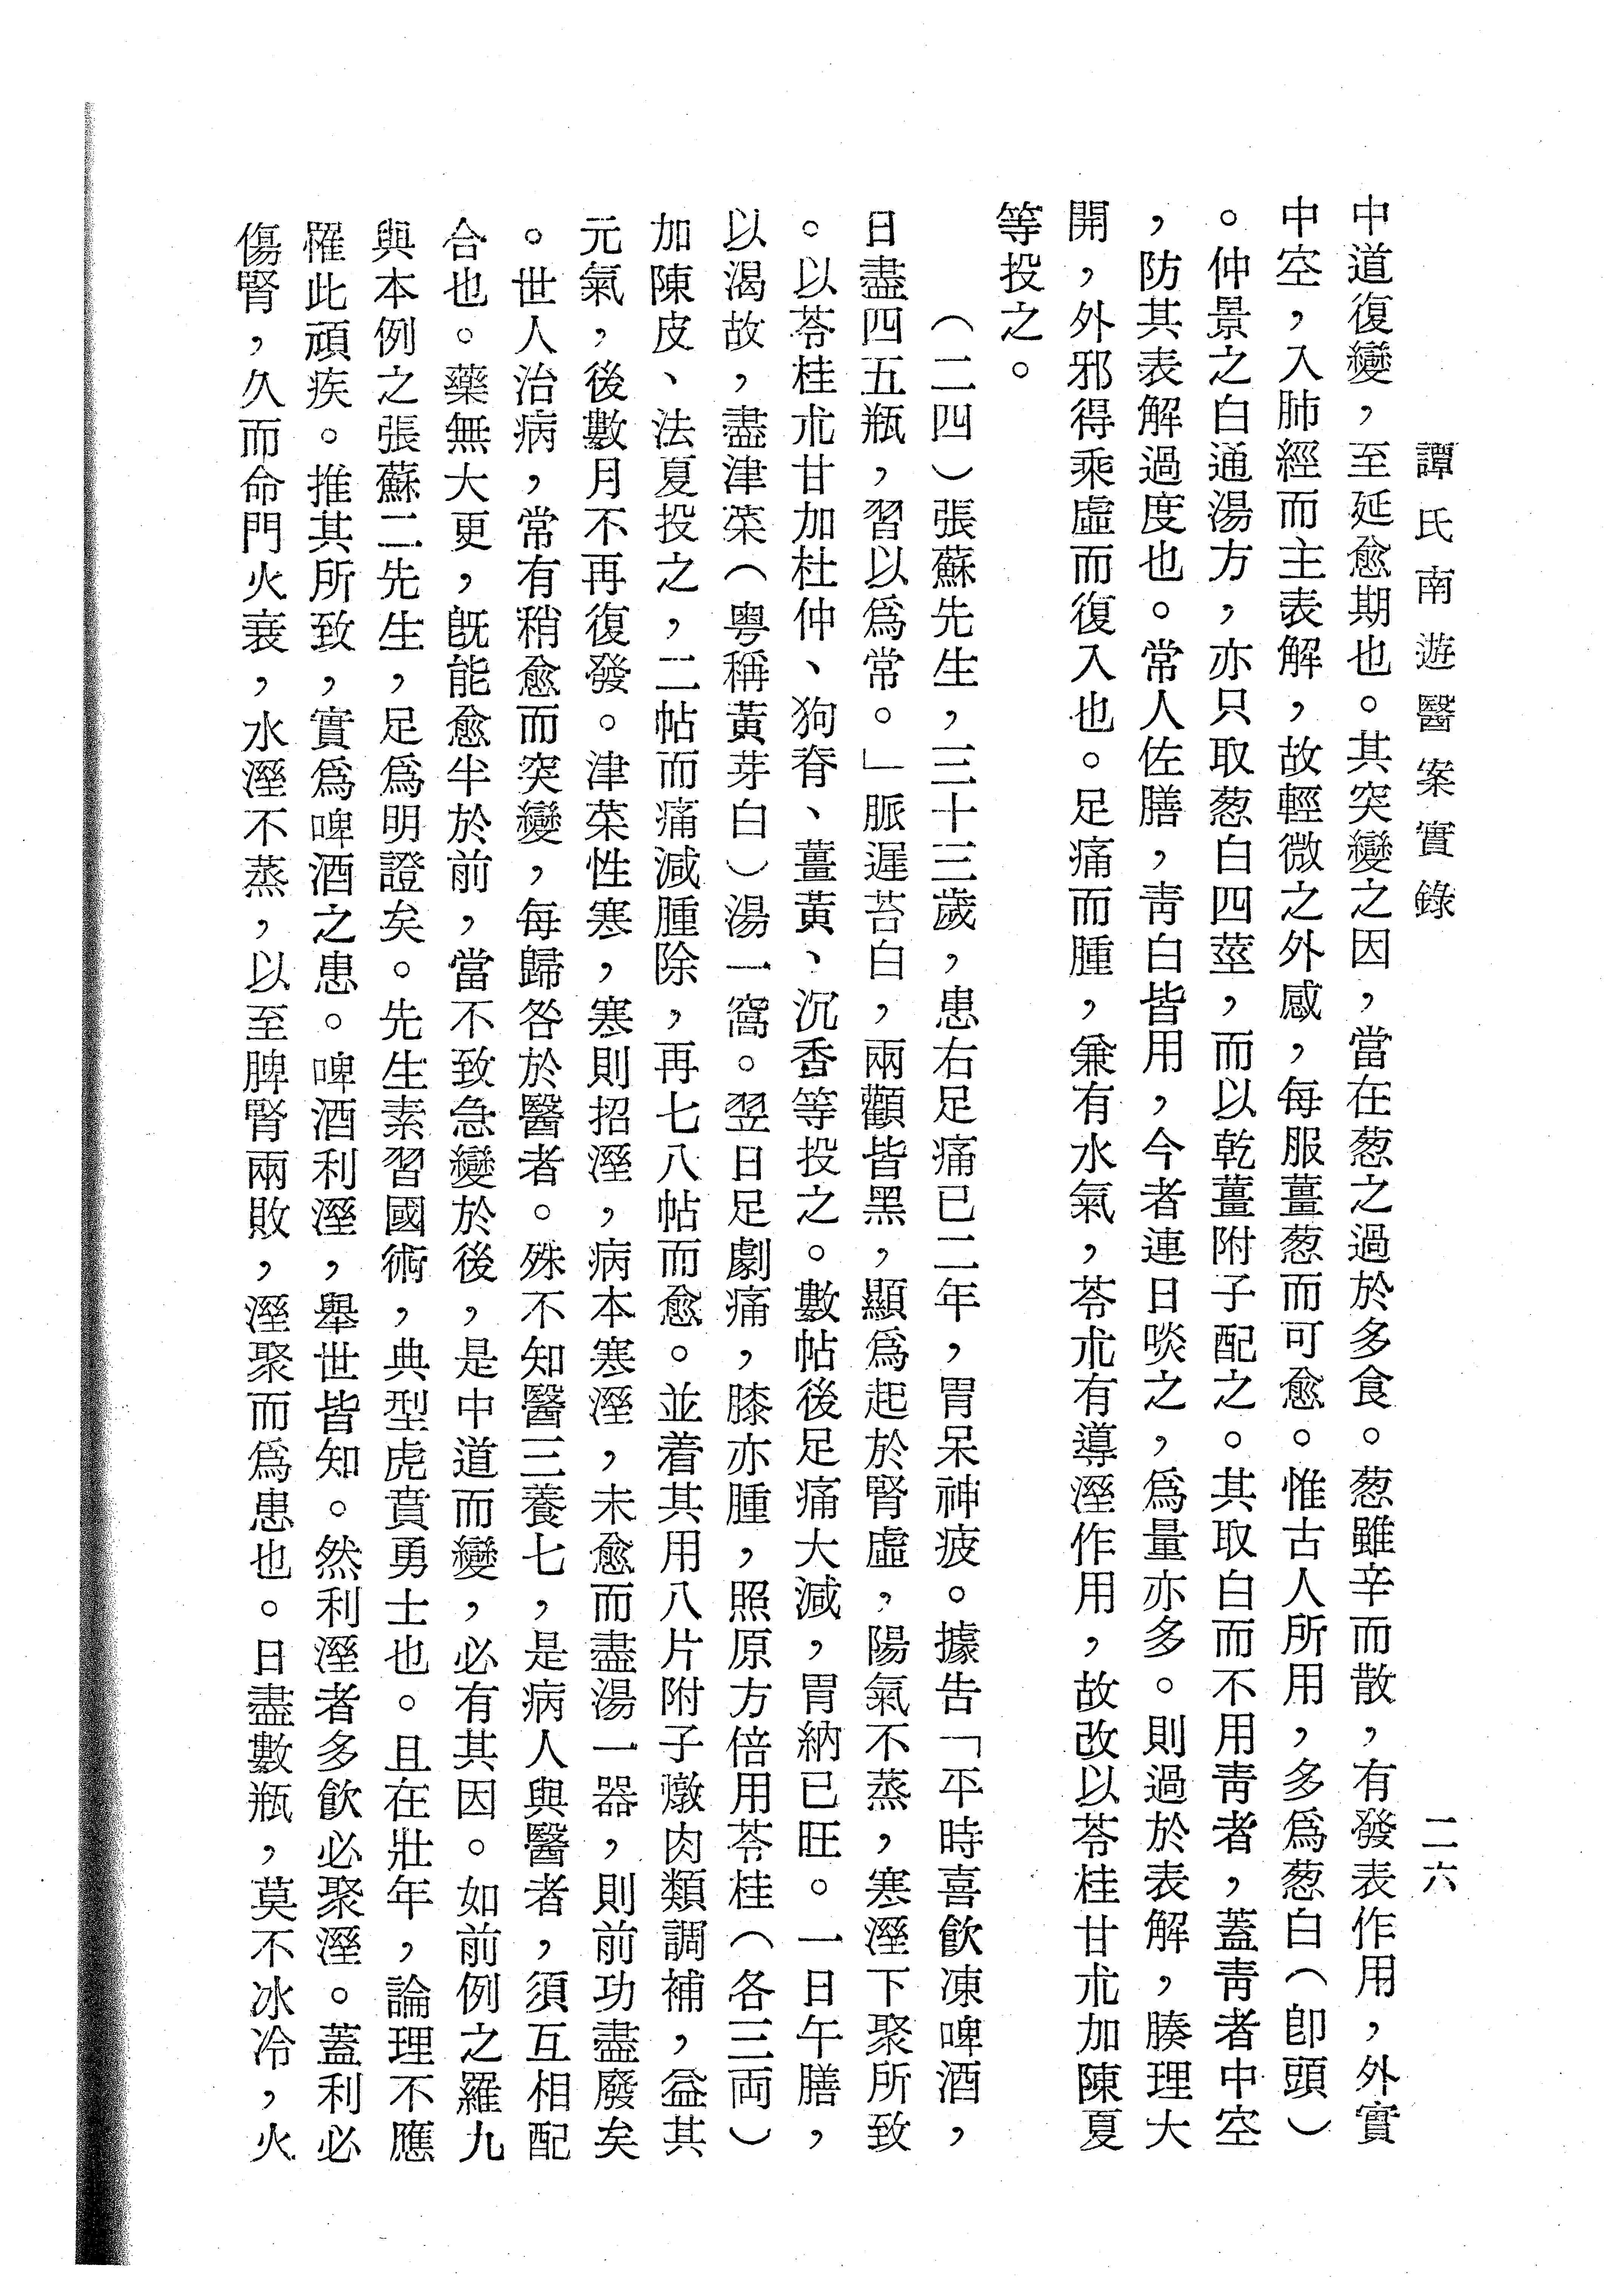 譚氏南遊醫案實錄
二六
中道復變，至延愈期也。其突變之因，當在葱之過於多食。葱雖辛而散，有發表作用，外實
中空，入肺經而主表解，故輕微之外感，每服薑葱而可愈。惟古人所用，多爲葱白（卽頭）
。仲景之白通湯方，亦只取葱白四莖，而以乾薑附子配之。其取白而不用靑者，蓋靑者中空
，防其表解過度也。常人佐膳，靑白皆用，今者連日啖之，爲量亦多。則過於表解，腠理大
開，外邪得乘虛而復入也。足痛而腫，兼有水氣，苓朮有導溼作用，故改以苓桂甘朮加陳夏
等投之。
（二四）張蘇先生，三十三歲，患右足痛已二年，胃呆神疲。據告「平時喜飮凍啤酒，
日盡四五瓶，習以爲常。」脈遲苔白，兩顴皆黑，顯爲起於腎虛，陽氣不蒸，寒溼下聚所致
。以苓桂朮甘加杜仲、狗脊、薑黃、沉香等投之。數帖後足痛大減，胃納已旺。一日午膳，
以渴故，盡津菜（粵稱黃芽白）湯一窩。翌日足劇痛，膝亦腫，照原方倍用苓桂（各三両）
加陳皮、法夏投之，二帖而痛減腫除，再七八帖而愈。並着其用八片附子燉肉類調補，益其
元氣，後數月不再復發。津菜性寒，寒則招溼，病本寒溼，未愈而盡湯一器，則前功盡廢矣
。世人治病，常有稍愈而突變，每歸咎於醫者。殊不知醫三養七，是病人與醫者，須互相配
合也。藥無大更，旣能愈半於前，當不致急變於後，是中道而變，必有其因。如前例之羅九
與本例之張蘇二先生，足爲明證矣。先生素習國術，典型虎賁勇士也。且在壯年，論理不應
罹此頑疾。推其所致，實爲啤酒之患。啤酒利溼，舉世皆知。然利溼者多飮必聚溼。蓋利必
傷腎，久而命門火衰，水溼不蒸，以至脾腎兩敗，溼聚而爲患也。日盡數瓶，莫不冰冷，火